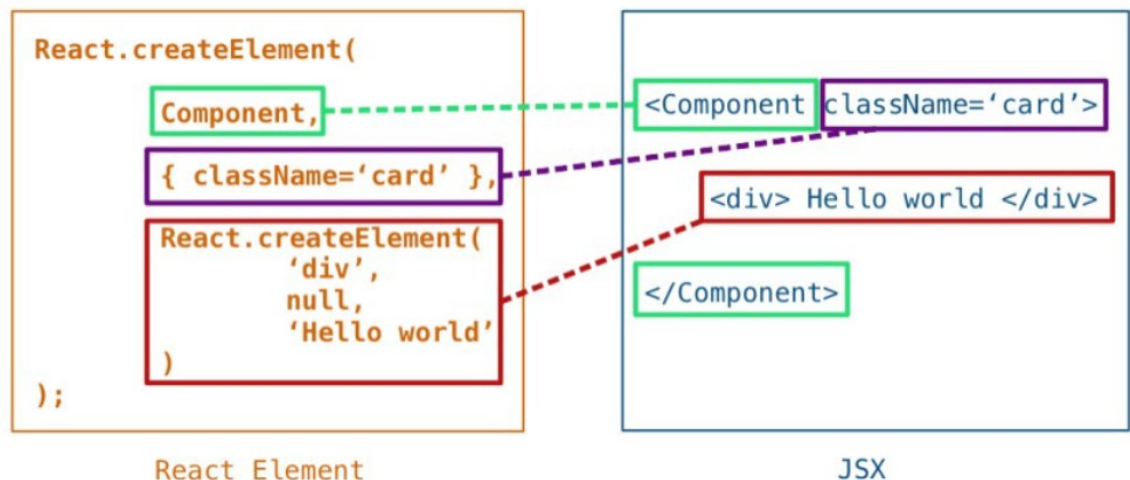 React.createElement(
Component,
{ className=‘card’ },
React.createElement(
‘div’,
null,
‘Hello world’
)
);
React Element
<Component className=‘card’>
<div> Hello world </div>
</Component>
JSX